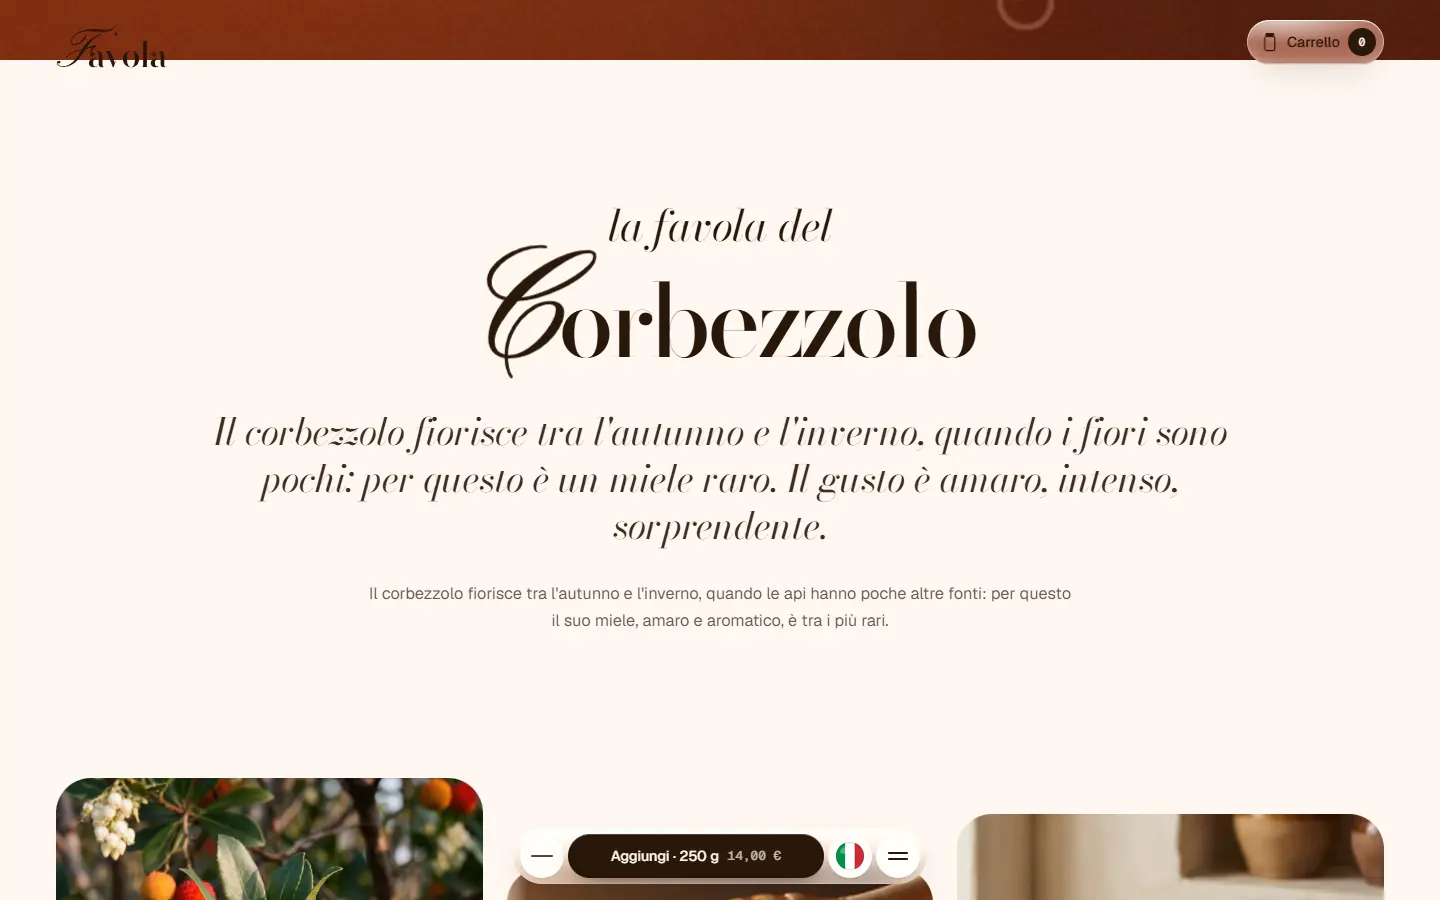 Favola
Carrello 0
la favola del
Corbezzolo
Il corbezzolo fiorisce tra l'autunno e l'inverno, quando i fiori sono
pochi: per questo è un miele raro. Il gusto è amaro, intenso,
sorprendente.
Il corbezzolo fiorisce tra l'autunno e l'inverno, quando le api hanno poche altre fonti: per questo
il suo miele, amaro e aromatico, è tra i più rari.
Aggiungi · 250 g 14,00 €